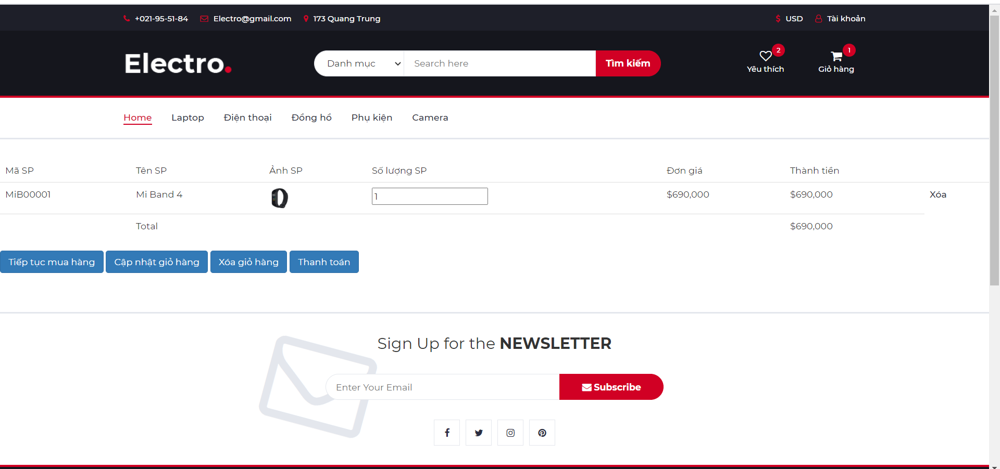 +021-95-51-84 Electro@gmail.com 173 Quang Trung USD Tài khoản
Electro.
Danh mục Search here Tìm kiếm
2
Yêu thích
1
Giỏ hàng
Home Laptop Điện thoại Đồng hồ Phụ kiện Camera
Mã SP Tên SP Ảnh SP Số lượng SP Đơn giá Thành tiền
MiB00001 Mi Band 4 1 $690,000 $690,000 Xóa
Total $690,000
Tiếp tục mua hàng Cập nhật giỏ hàng Xóa giỏ hàng Thanh toán
Sign Up for the NEWSLETTER
Enter Your Email Subscribe